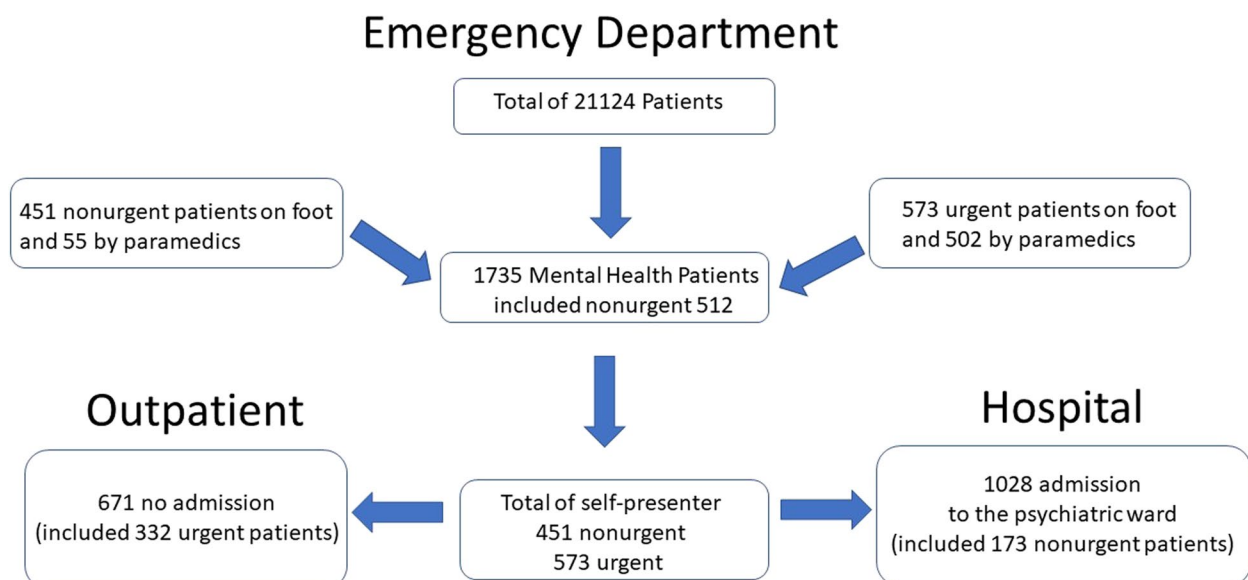 Emergency Department
Total of 21124 Patients
451 nonurgent patients on foot
and 55 by paramedics
573 urgent patients on foot
and 502 by paramedics
1735 Mental Health Patients
included nonurgent 512
Outpatient
Hospital
671 no admission
(included 332 urgent patients)
Total of self-presenter
451 nonurgent
573 urgent
1028 admission
to the psychiatric ward
(included 173 nonurgent patients)